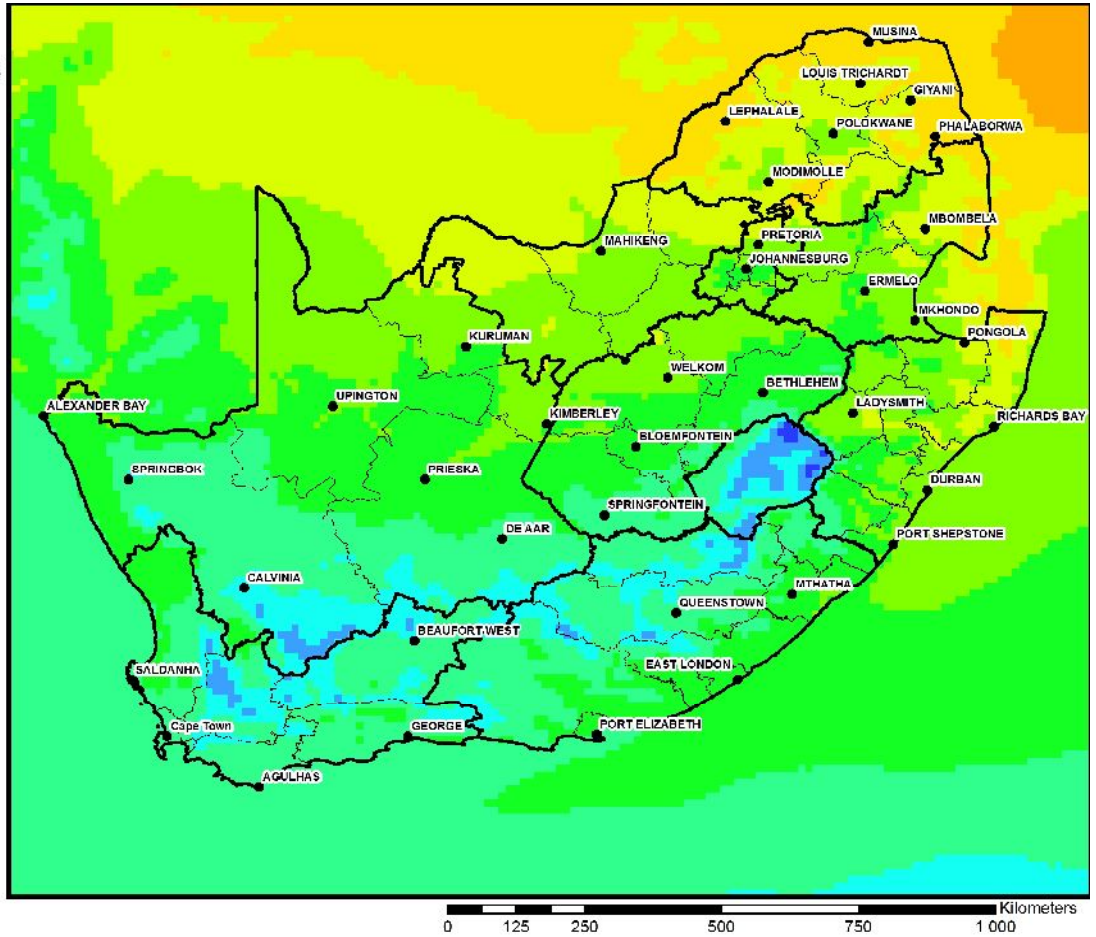 MUSINA
LOUIS TRICHARDT
GIYANI
LEPHALALE
POLOKWANE
PHALABORWA
MODIMOLLE
MBOMBELA
PRETORIA
MAHIKENG
JOHANNESBURG
ERMELO
MKHONDO
KURUMAN
PONGOLA
WELKOM
BETHLEHEM
UPINGTON
ALEXANDER BAY
LADYSMITH
KIMBERLEY
RICHARDS BAY
BLOEMFONTEIN
SPRINGBOK
PRIESKA
DURBAN
SPRINGFONTEIN
DE AAR
PORT SHEPSTONE
CALVINIA
MTHATHA
QUEENSTOWN
BEAUFORT WEST
EAST LONDON
SALDANHA
Cape Town
GEORGE
PORT ELIZABETH
AGULHAS
Kilometers
0 125 250 500 750 1 000